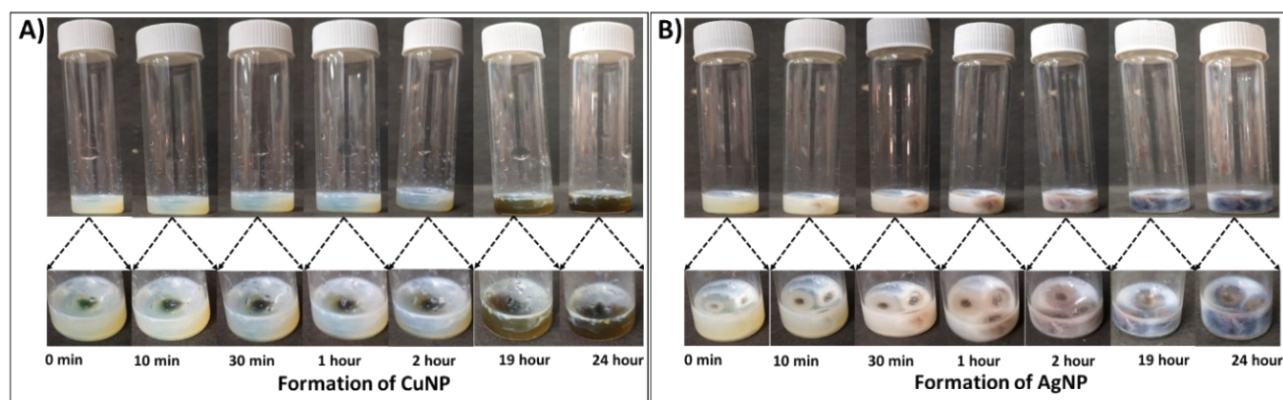 A)
0 min 10 min 30 min 1 hour 2 hour 19 hour 24 hour
Formation of CuNP
B)
0 min 10 min 30 min 1 hour 2 hour 19 hour 24 hour
Formation of AgNP